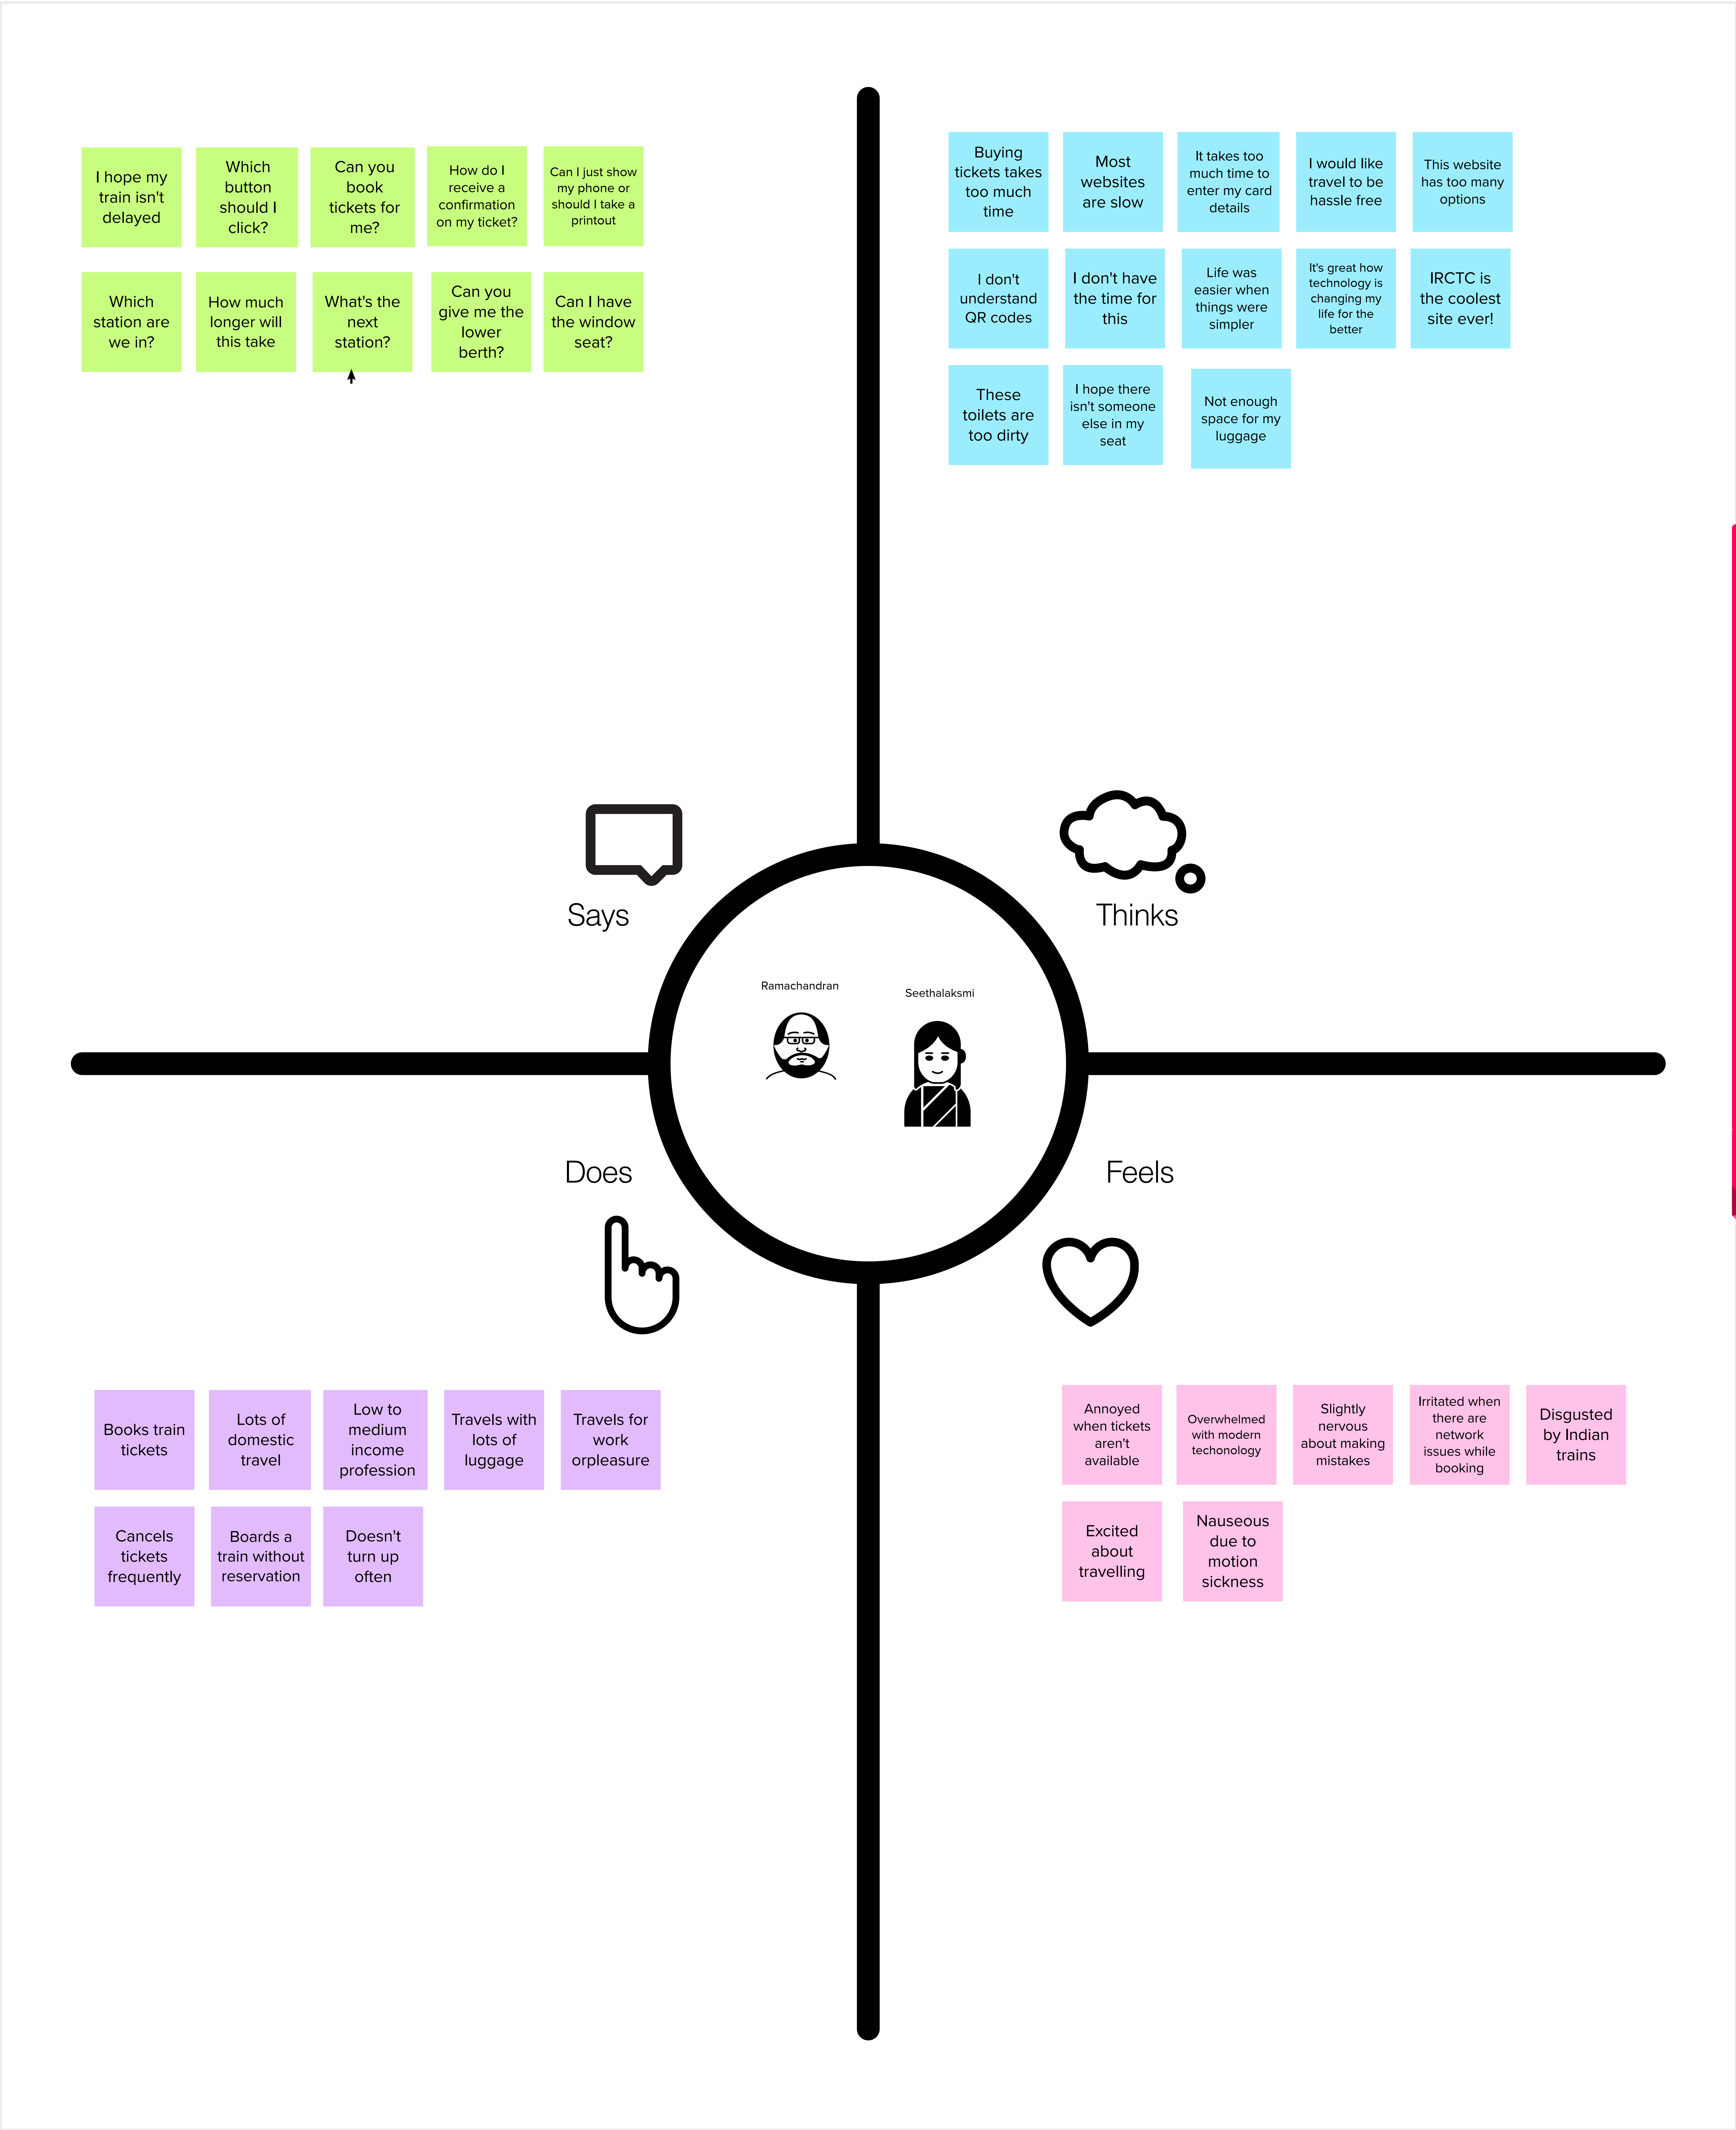 I hope my
train isn't
delayed
Which
button
should I
click?
Can you
book
tickets for
me?
How do I
receive a
confirmation
on my ticket?
Can I just show
my phone or
should I take a
printout
Which
station are
we in?
How much
longer will
this take
What's the
next
station?
Can you
give me the
lower
berth?
Can I have
the window
seat?
Buying
tickets takes
too much
time
Most
websites
are slow
It takes too
much time to
enter my card
details
I would like
travel to be
hassle free
This website
has too many
options
I don't
understand
QR codes
I don't have
the time for
this
Life was
easier when
things were
simpler
It's great how
technology is
changing my
life for the
better
IRCTC is
the coolest
site ever!
These
toilets are
too dirty
I hope there
isn't someone
else in my
seat
Not enough
space for my
luggage
Says
Thinks
Ramachandran
Seethalaksmi
Does
Feels
Books train
tickets
Lots of
domestic
travel
Low to
medium
income
profession
Travels with
lots of
luggage
Travels for
work
orpleasure
Cancels
tickets
frequently
Boards a
train without
reservation
Doesn't
turn up
often
Annoyed
when tickets
aren't
available
Overwhelmed
with modern
techonology
Slightly
nervous
about making
mistakes
Irritated when
there are
network
issues while
booking
Disgusted
by Indian
trains
Excited
about
travelling
Nauseous
due to
motion
sickness